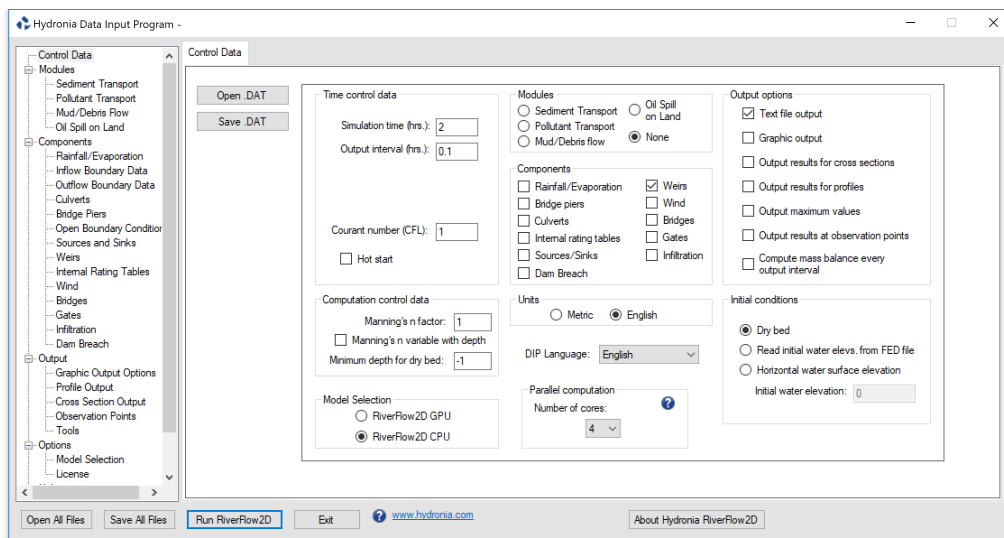 Hydronia Data Input Program -
Control Data
Modules
Sediment Transport
Pollutant Transport
Mud/Debris Flow
Oil Spill on Land
Components
Rainfall/Evaporation
Inflow Boundary Data
Outflow Boundary Data
Culverts
Bridge Piers
Open Boundary Condition
Sources and Sinks
Weirs
Internal Rating Tables
Wind
Bridges
Gates
Infiltration
Dam Breach
Output
Graphic Output Options
Profile Output
Cross Section Output
Observation Points
Tools
Options
Model Selection
License
Control Data
Open .DAT
Save .DAT
Time control data
Simulation time (hrs.): 2
Output interval (hrs.): 0.1
Courant number (CFL): 1
Hot start
Computation control data
Manning's n factor: 1
Manning's n variable with depth
Minimum depth for dry bed: -1
Model Selection
RiverFlow2D GPU
RiverFlow2D CPU
Modules
Sediment Transport
Pollutant Transport
Mud/Debris flow
Oil Spill
on Land
None
Components
Rainfall/Evaporation
Bridge piers
Culverts
Internal rating tables
Sources/Sinks
Dam Breach
Weirs
Wind
Bridges
Gates
Infiltration
Units
Metric English
DIP Language: English
Parallel computation
Number of cores:
4
Output options
Text file output
Graphic output
Output results for cross sections
Output results for profiles
Output maximum values
Output results at observation points
Compute mass balance every
output interval
Initial conditions
Dry bed
Read initial water elevs. from FED file
Horizontal water surface elevation
Initial water elevation: 0
Open All Files Save All Files Run RiverFlow2D Exit www.hydronia.com About Hydronia RiverFlow2D